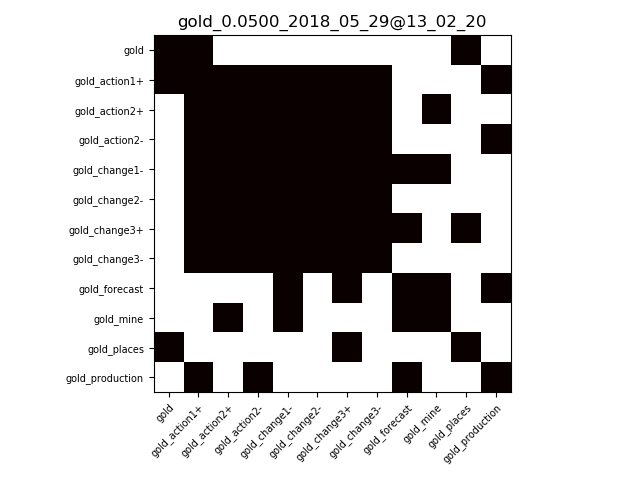 gold_0.0500_2018_05_29@13_02_20
gold
gold_action1+
gold_action2+
gold_action2-
gold_change1-
gold_change2-
gold_change3+
gold_change3-
gold_forecast
gold_mine
gold_places
gold_production
gold
gold_action1+
gold_action2+
gold_action2-
gold_change1-
gold_change2-
gold_change3+
gold_change3-
gold_forecast
gold_mine
gold_places
gold_production